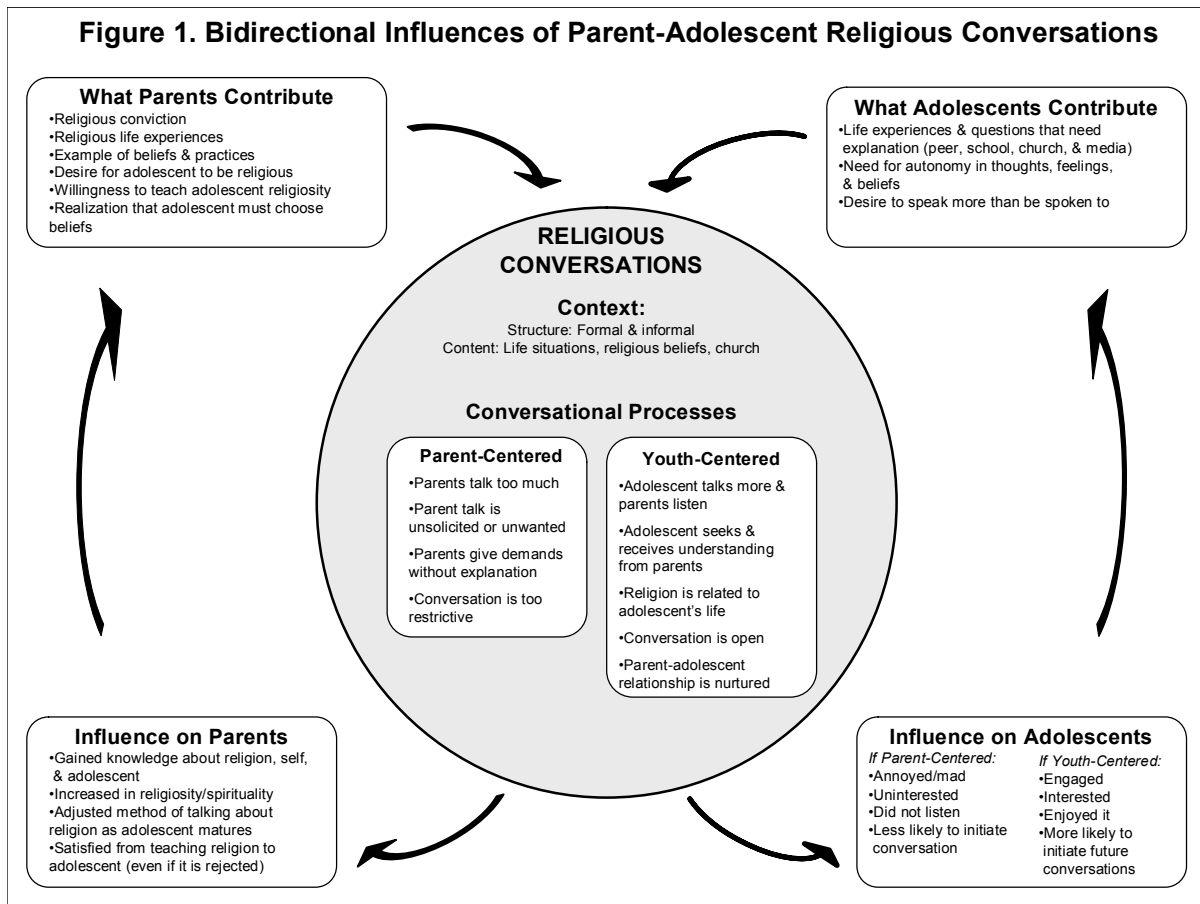 Figure 1. Bidirectional Influences of Parent-Adolescent Religious Conversations
What Parents Contribute
•Religious conviction
•Religious life experiences
•Example of beliefs & practices
•Desire for adolescent to be religious
•Willingness to teach adolescent religiosity
•Realization that adolescent must choose
beliefs
What Adolescents Contribute
•Life experiences & questions that need
explanation (peer, school, church, & media)
•Need for autonomy in thoughts, feelings,
& beliefs
•Desire to speak more than be spoken to
RELIGIOUS
CONVERSATIONS
Context:
Structure: Formal & informal
Content: Life situations, religious beliefs, church
Conversational Processes
Parent-Centered
•Parents talk too much
•Parent talk is
unsolicited or unwanted
•Parents give demands
without explanation
•Conversation is too
restrictive
Youth-Centered
•Adolescent talks more &
parents listen
•Adolescent seeks &
receives understanding
from parents
•Religion is related to
adolescent's life
•Conversation is open
•Parent-adolescent
relationship is nurtured
Influence on Parents
•Gained knowledge about religion, self,
& adolescent
•Increased in religiosity/spirituality
•Adjusted method of talking about
religion as adolescent matures
•Satisfied from teaching religion to
adolescent (even if it is rejected)
Influence on Adolescents
If Parent-Centered:
•Annoyed/mad
•Uninterested
•Did not listen
•Less likely to initiate
conversation
If Youth-Centered:
•Engaged
•Interested
•Enjoyed it
•More likely to
initiate future
conversations